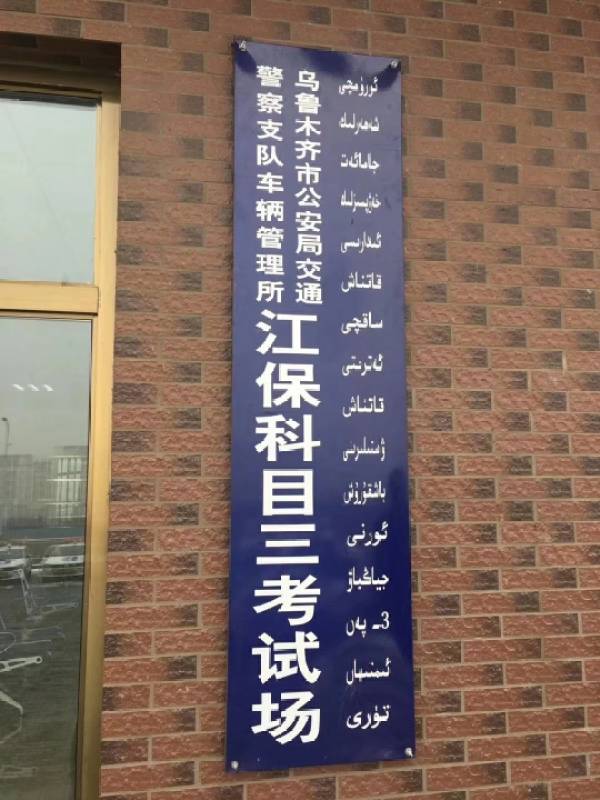 乌鲁木齐市公安局交通
警察支队车辆管理所
江保科目三考试场
ئۈرۈمچى
شەھەرلىك
جامائەت
خەۋپسىزلىك
ئىدارىسى
قاتناش
ساقچى
ئەترىتى
قاتناش
ۋاستىلىرىنى
باشقۇرۇش
ئورنى
جياڭباۋ
3- پەن
ئىمتىھان
تۈرى